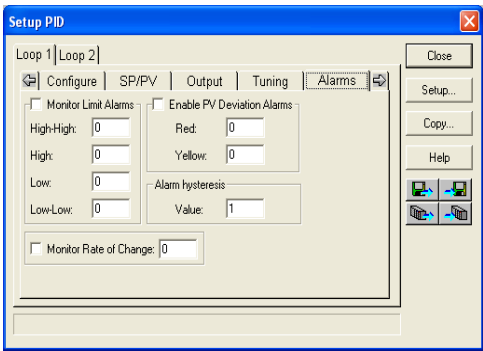 Setup PID
Loop 1 Loop 2
Configure SP/PV Output Tuning Alarms
Monitor Limit Alarms
High-High: 0
High: 0
Low: 0
Low-Low: 0
Enable PV Deviation Alarms
Red: 0
Yellow: 0
Alarm hysteresis
Value: 1
Monitor Rate of Change: 0
Close
Setup...
Copy...
Help